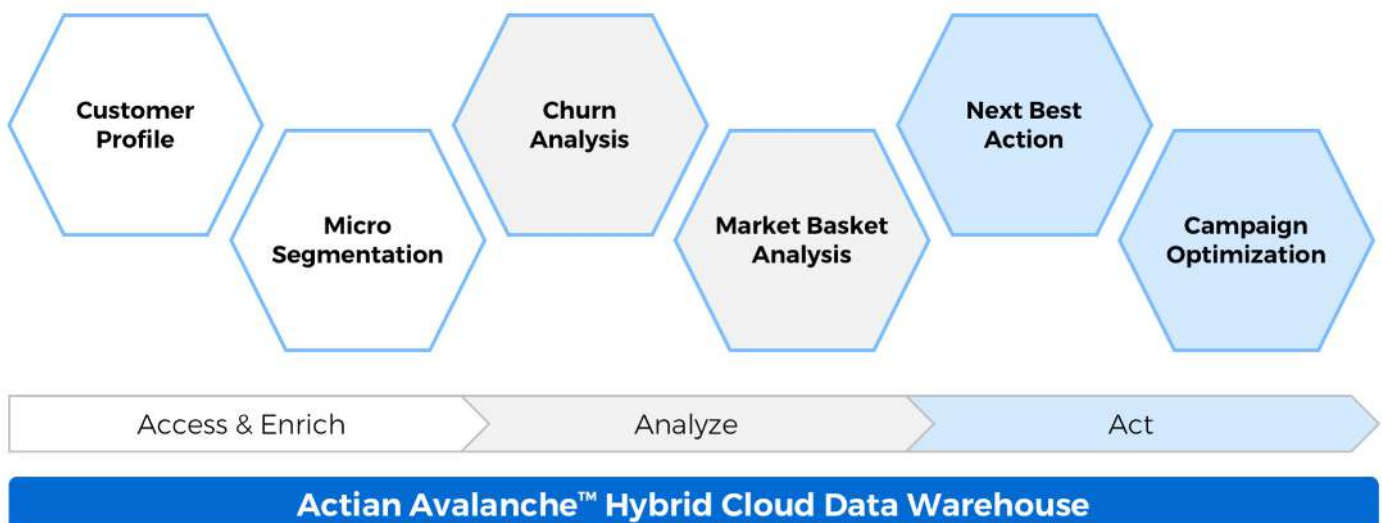 Customer
Profile
Micro
Segmentation
Churn
Analysis
Market Basket
Analysis
Next Best
Action
Campaign
Optimization
Access & Enrich
Analyze
Act
Actian Avalanche™ Hybrid Cloud Data Warehouse